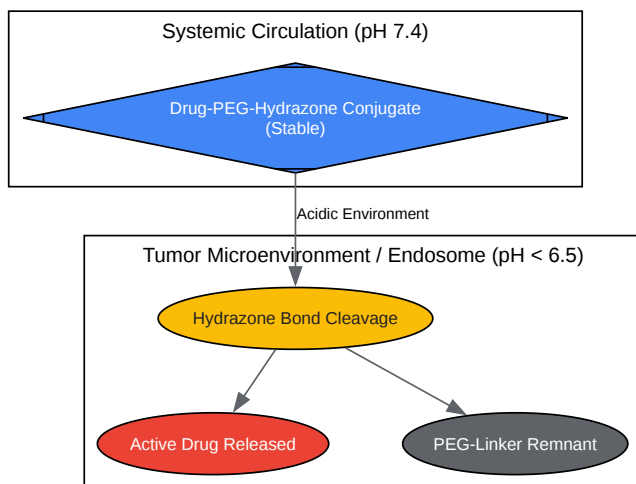 Systemic Circulation (pH 7.4)
Drug-PEG-Hydrazone Conjugate
(Stable)
Acidic Environment
Tumor Microenvironment / Endosome (pH < 6.5)
Hydrazone Bond Cleavage
Active Drug Released
PEG-Linker Remnant